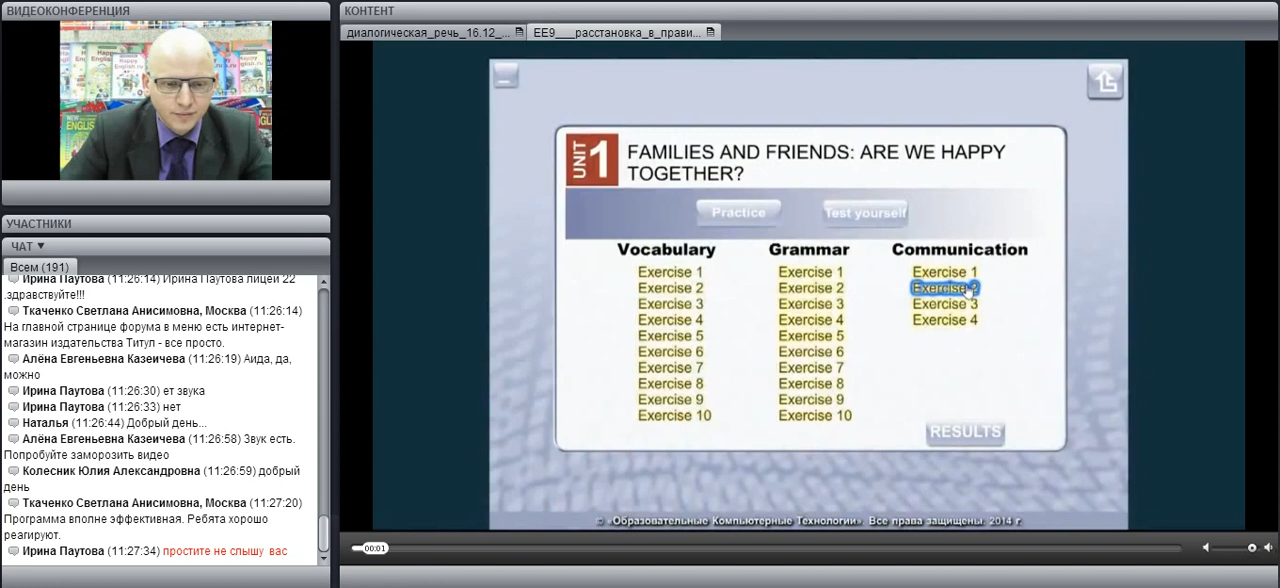 ВИДЕОКОНФЕРЕНЦИЯ
УЧАСТНИКИ
ЧАТ ▼
Всем (191)
Ирина Паутова (11:26:14) Ирина Паутова лицей 22
.здравствуйте!!!
Ткаченко Светлана Анисимовна, Москва (11:26:14)
На главной странице форума в меню есть интернет-
магазин издательства Титул - все просто.
Алёна Евгеньевна Казеичева (11:26:19) Аида, да,
можно
Ирина Паутова (11:26:30) ет звука
Ирина Паутова (11:26:33) нет
Наталья (11:26:44) Добрый день...
Алёна Евгеньевна Казеичева (11:26:58) Звук есть.
Попробуйте заморозить видео
Колесник Юлия Александровна (11:26:59) добрый
день
Ткаченко Светлана Анисимовна, Москва (11:27:20)
Программа вполне эффективная. Ребята хорошо
реагируют.
Ирина Паутова (11:27:34) простите не слышу вас
КОНТЕНТ
диалогическая_речь_16.12_... EE9___расстановка_в_прави...
UNIT 1
FAMILIES AND FRIENDS: ARE WE HAPPY
TOGETHER?
Practice Test yourself
Vocabulary Grammar Communication
Exercise 1 Exercise 1 Exercise 1
Exercise 2 Exercise 2 Exercise 2
Exercise 3 Exercise 3 Exercise 3
Exercise 4 Exercise 4 Exercise 4
Exercise 5 Exercise 5
Exercise 6 Exercise 6
Exercise 7 Exercise 7
Exercise 8 Exercise 8
Exercise 9 Exercise 9
Exercise 10 Exercise 10
RESULTS
© «Образовательные Компьютерные Технологии». Все права защищены. 2014 г.
00:01